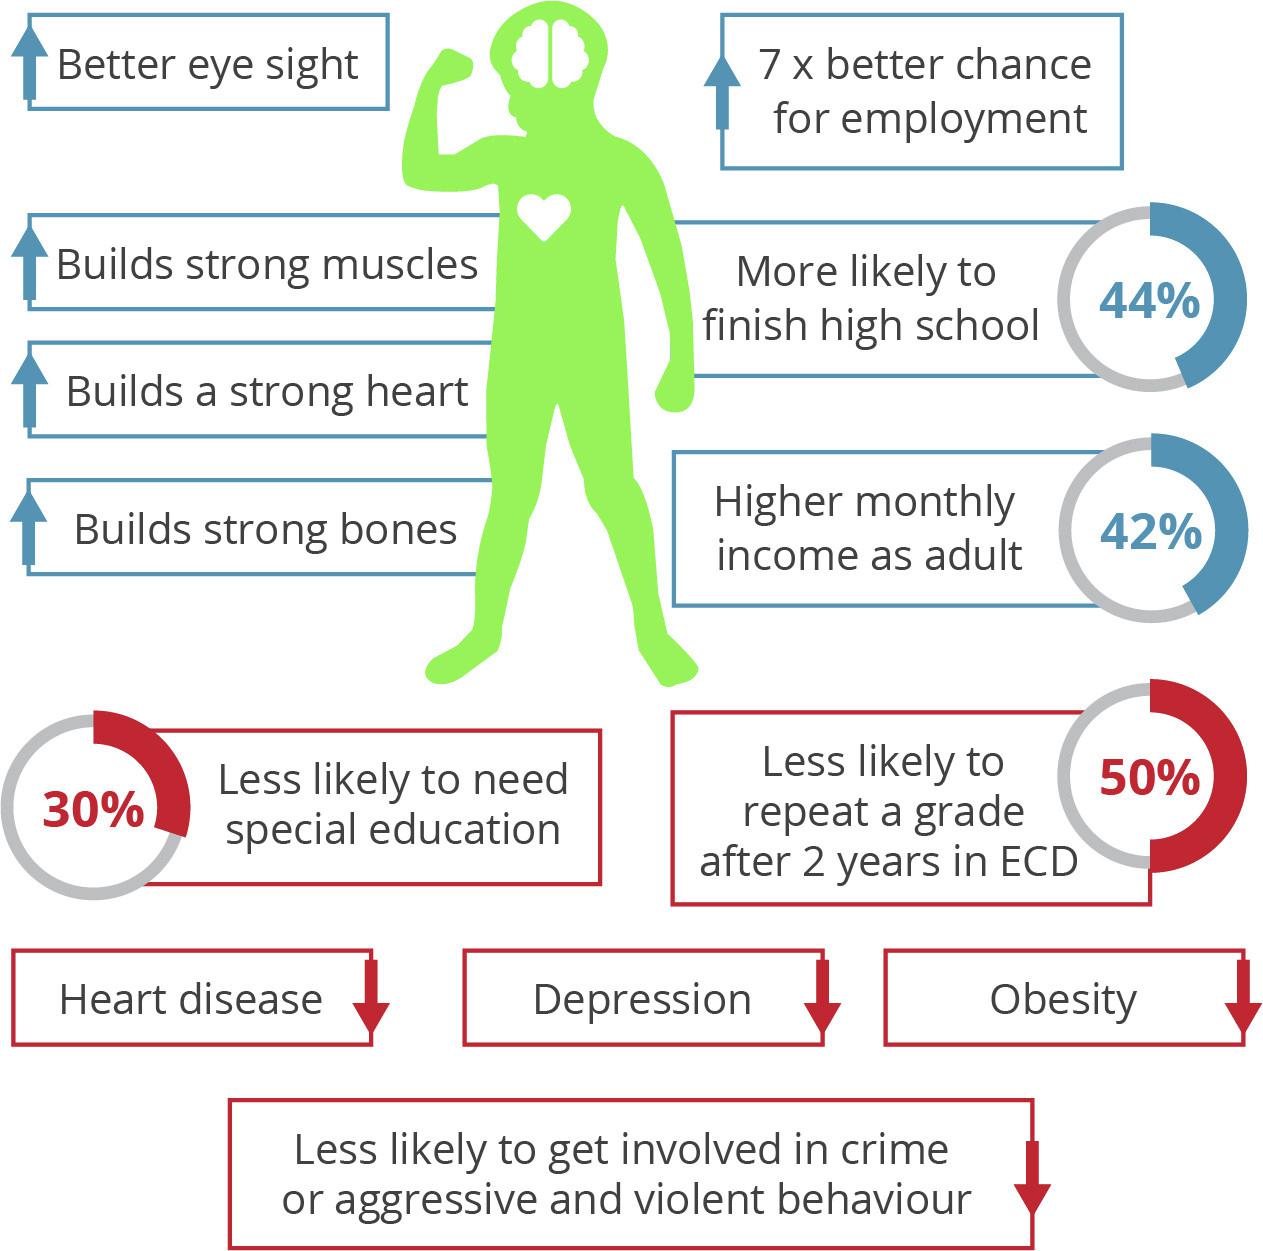 Better eye sight
7 x better chance
for employment
Builds strong muscles
More likely to
finish high school
44%
Builds a strong heart
Builds strong bones
Higher monthly
income as adult
42%
30%
Less likely to need
special education
Less likely to
repeat a grade
after 2 years in ECD
50%
Heart disease
Depression
Obesity
Less likely to get involved in crime
or aggressive and violent behaviour